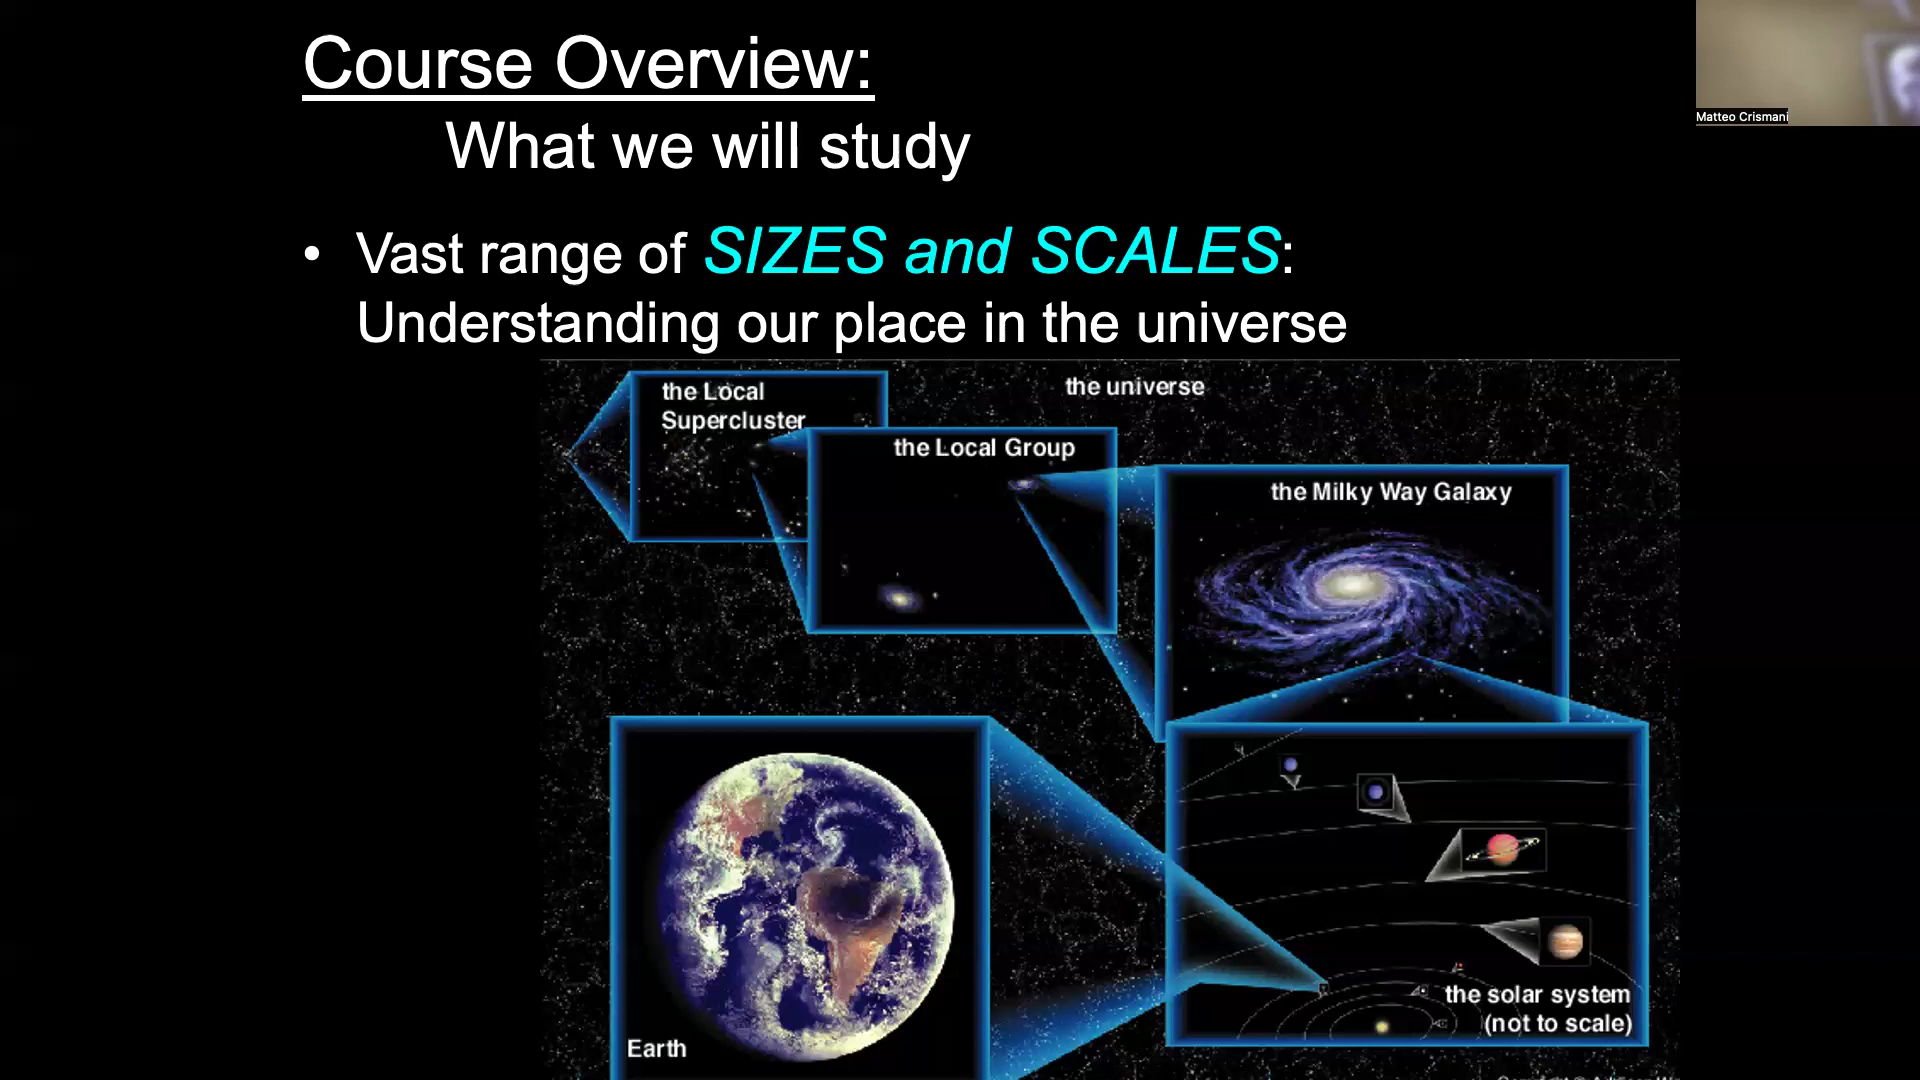 Course Overview:
What we will study
• Vast range of SIZES and SCALES:
Understanding our place in the universe
Matteo Crismani
the Local
Supercluster
the universe
the Local Group
the Milky Way Galaxy
the solar system
(not to scale)
Earth